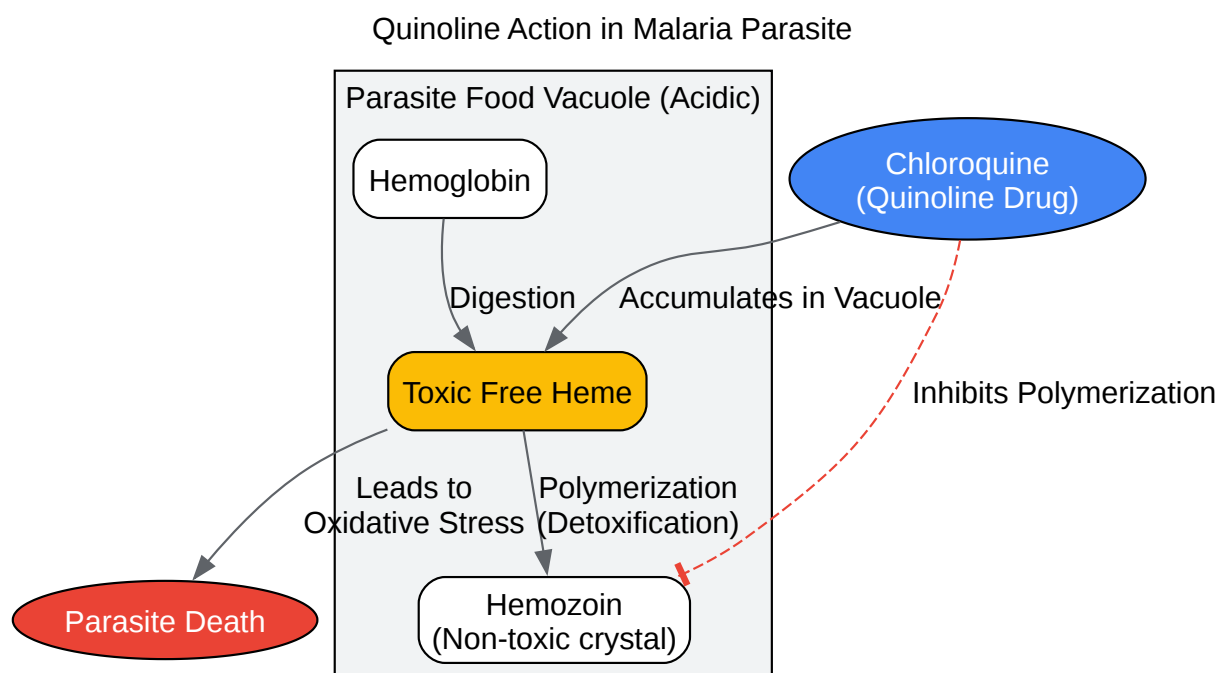 Quinoline Action in Malaria Parasite
Parasite Food Vacuole (Acidic)
Hemoglobin
Chloroquine
(Quinoline Drug)
Digestion
Accumulates in Vacuole
Toxic Free Heme
Inhibits Polymerization
Leads to
Oxidative Stress
Polymerization
(Detoxification)
Parasite Death
Hemozoin
(Non-toxic crystal)